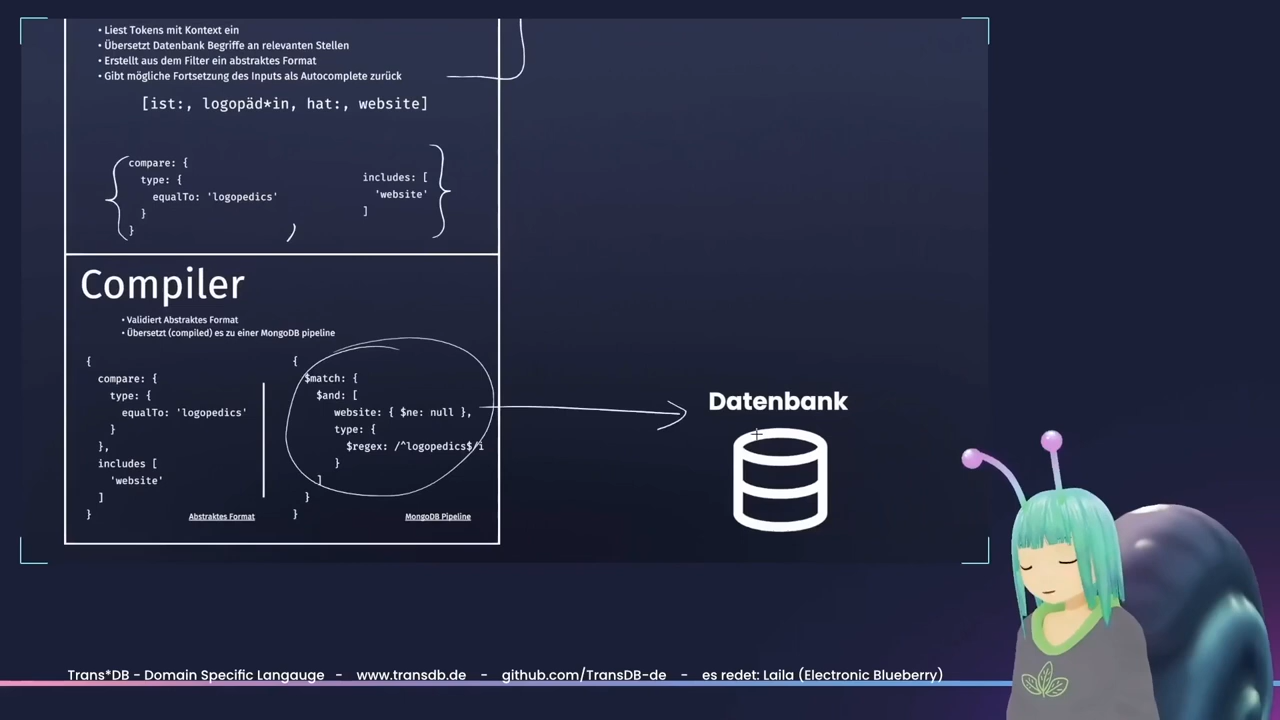 • Liest Tokens mit Kontext ein
• Übersetzt Datenbank Begriffe an relevanten Stellen
• Erstellt aus dem Filter ein abstraktes Format
• Gibt mögliche Fortsetzung des Inputs als Autocomplete zurück
[ist:, logopäd*in, hat:, website]
compare: {
type: {
equalTo: 'logopedics'
}
}
,
includes: [
'website'
]
Compiler
• Validiert Abstraktes Format
• Übersetzt (compiled) es zu einer MongoDB pipeline
{
compare: {
type: {
equalTo: 'logopedics'
}
},
includes [
'website'
]
}
Abstraktes Format
{
$match: {
$and: [
website: { $ne: null },
type: {
$regex: /^logopedics$/i
}
]
}
}
MongoDB Pipeline
Datenbank
Trans*DB - Domain Specific Langauge - www.transdb.de - github.com/TransDB-de - es redet: Laila (Electronic Blueberry)